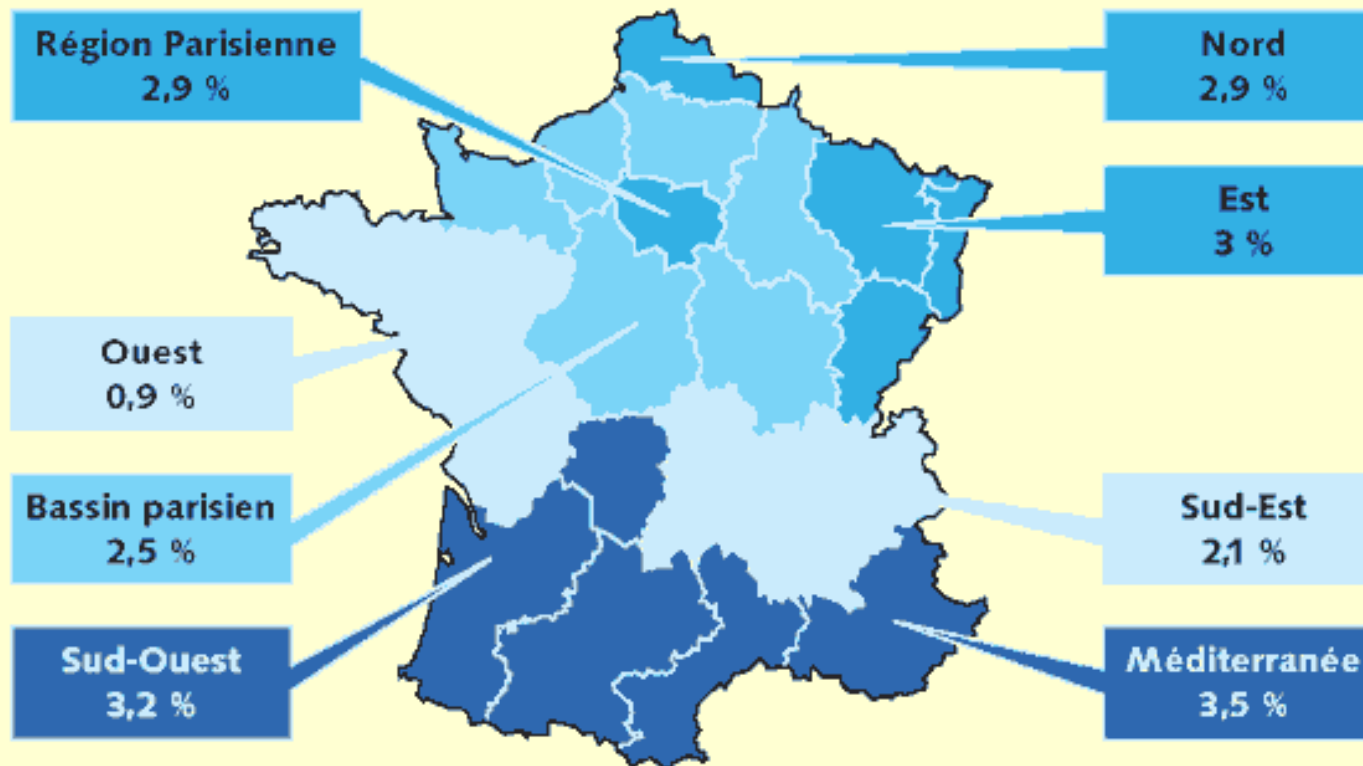 Région Parisienne
2,9 %
Nord
2,9 %
Est
3 %
Ouest
0,9 %
Bassin parisien
2,5 %
Sud-Est
2,1 %
Sud-Ouest
3,2 %
Méditerranée
3,5 %